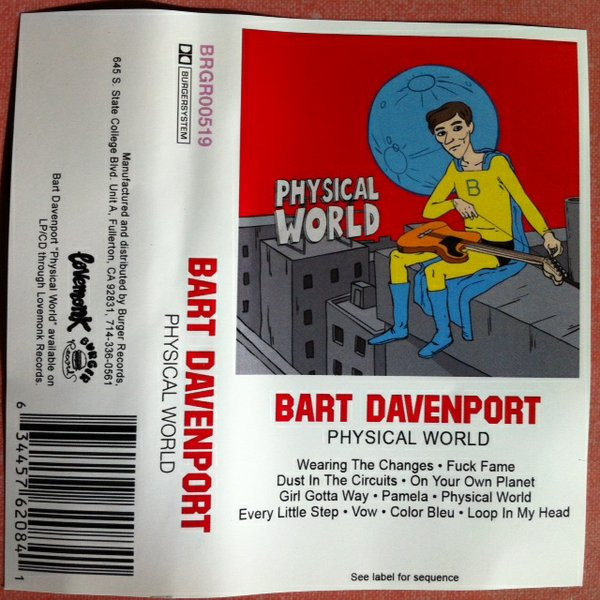 PHYSICAL
WORLD
B
BART DAVENPORT
PHYSICAL WORLD
Wearing The Changes • Fuck Fame
Dust In The Circuits • On Your Own Planet
Girl Gotta Way • Pamela • Physical World
Every Little Step • Vow • Color Bleu • Loop In My Head
See label for sequence
BRGR00519
BURGERSYSTEM
BART DAVENPORT
PHYSICAL WORLD
Manufactured and distributed by Burger Records,
645 S. State College Blvd. Unit A, Fullerton, CA 92831, 714-336-0561
lovemonk
BURGER
Records
Bart Davenport "Physical World" available on
LP/CD through Lovemonk Records.
6 34457 62084 1